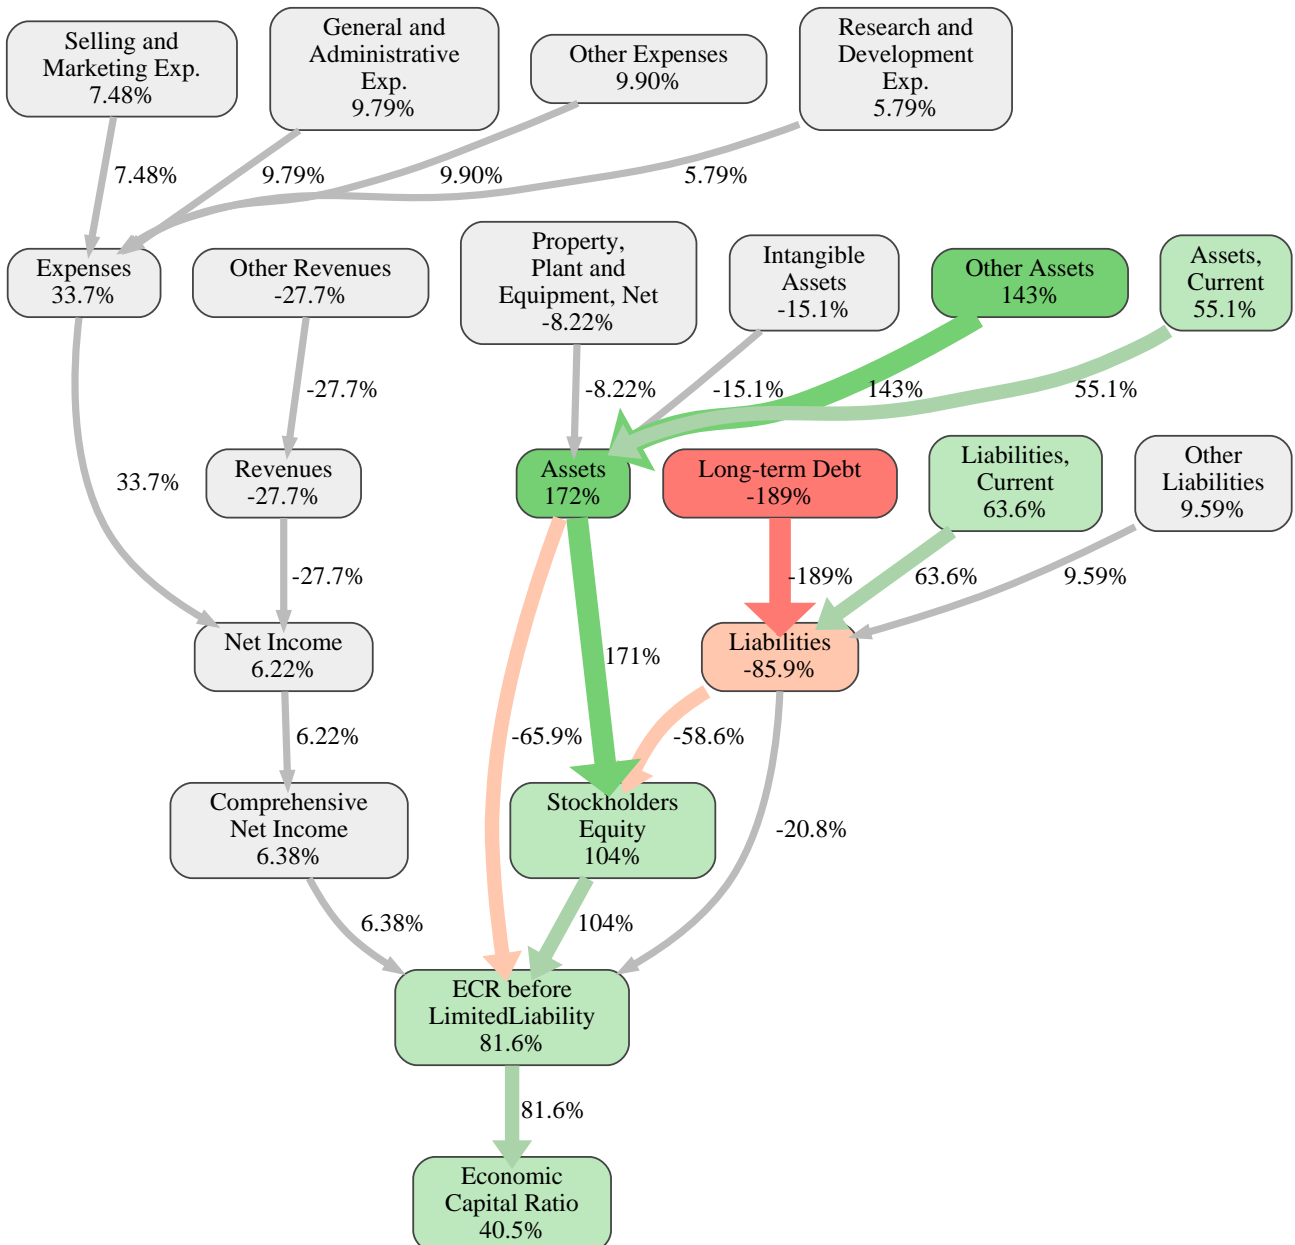 Selling and
Marketing Exp.
7.48%
General and
Administrative
Exp.
9.79%
Other Expenses
9.90%
Research and
Development
Exp.
5.79%
7.48%
9.79%
9.90%
5.79%
Expenses
33.7%
Other Revenues
-27.7%
Property,
Plant and
Equipment, Net
-8.22%
Intangible
Assets
-15.1%
Other Assets
143%
Assets,
Current
55.1%
-27.7%
-8.22%
-15.1%
143%
55.1%
33.7%
Revenues
-27.7%
Assets
172%
Long-term Debt
-189%
Liabilities,
Current
63.6%
Other
Liabilities
9.59%
-27.7%
-189%
63.6%
9.59%
Net Income
6.22%
171%
Liabilities
-85.9%
6.22%
-65.9%
-58.6%
Comprehensive
Net Income
6.38%
Stockholders
Equity
104%
-20.8%
6.38%
104%
ECR before
LimitedLiability
81.6%
81.6%
Economic
Capital Ratio
40.5%